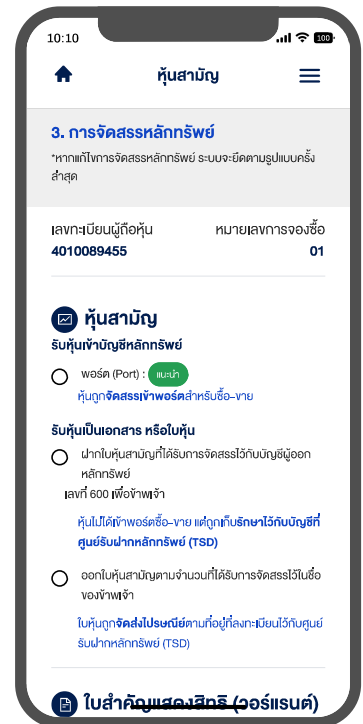 10:10
100
หุ้นสามัญ
3. การจัดสรรหลักทรัพย์
*หากแก้ไขการจัดสรรหลักทรัพย์ ระบบจะยึดตามรูปแบบครั้ง
ล่าสุด
เลขทะเบียนผู้ถือหุ้น หมายเลขการจองซื้อ
4010089455 01
หุ้นสามัญ
รับหุ้นเข้าบัญชีหลักทรัพย์
พอร์ต (Port) : แนะนำ
หุ้นถูกจัดสรรเข้าพอร์ตสำหรับซื้อ-ขาย
รับหุ้นเป็นเอกสาร หรือใบหุ้น
ฝากใบหุ้นสามัญที่ได้รับการจัดสรรไว้กับบัญชีผู้ออก
หลักทรัพย์
เลขที่ 600 เพื่อข้าพเจ้า
หุ้นไม่ได้เข้าพอร์ตซื้อ-ขาย แต่ถูกเก็บรักษาไว้กับบัญชีที่
ศูนย์รับฝากหลักทรัพย์ (TSD)
ออกใบหุ้นสามัญตามจำนวนที่ได้รับการจัดสรรไว้ในชื่อ
ของข้าพเจ้า
ใบหุ้นถูกจัดส่งไปรษณีย์ตามที่อยู่ที่ลงทะเบียนไว้กับศูนย์
รับฝากหลักทรัพย์ (TSD)
ใบสำคัญแสดงสิทธิ (วอร์แรนต์)